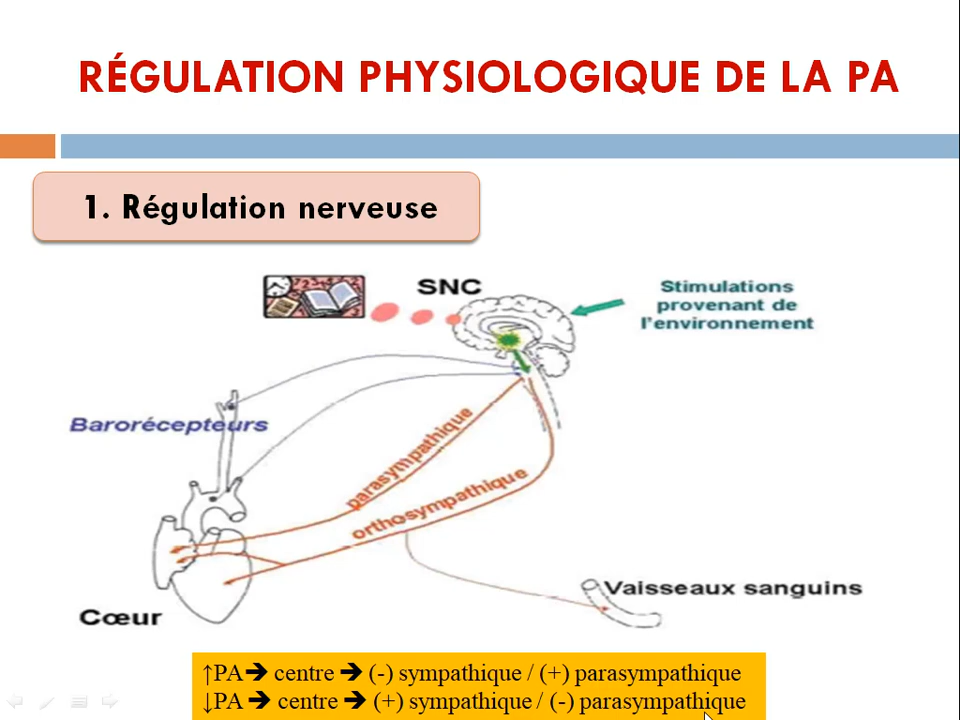 RÉGULATION PHYSIOLOGIQUE DE LA PA
1. Régulation nerveuse
SNC
Stimulations
provenant de
l'environnement
Barorécepteurs
parasympathique
orthosympathique
Vaisseaux sanguins
Cœur
↑PA➔ centre ➔ (-) sympathique / (+) parasympathique
↓PA ➔ centre ➔ (+) sympathique / (-) parasympathique